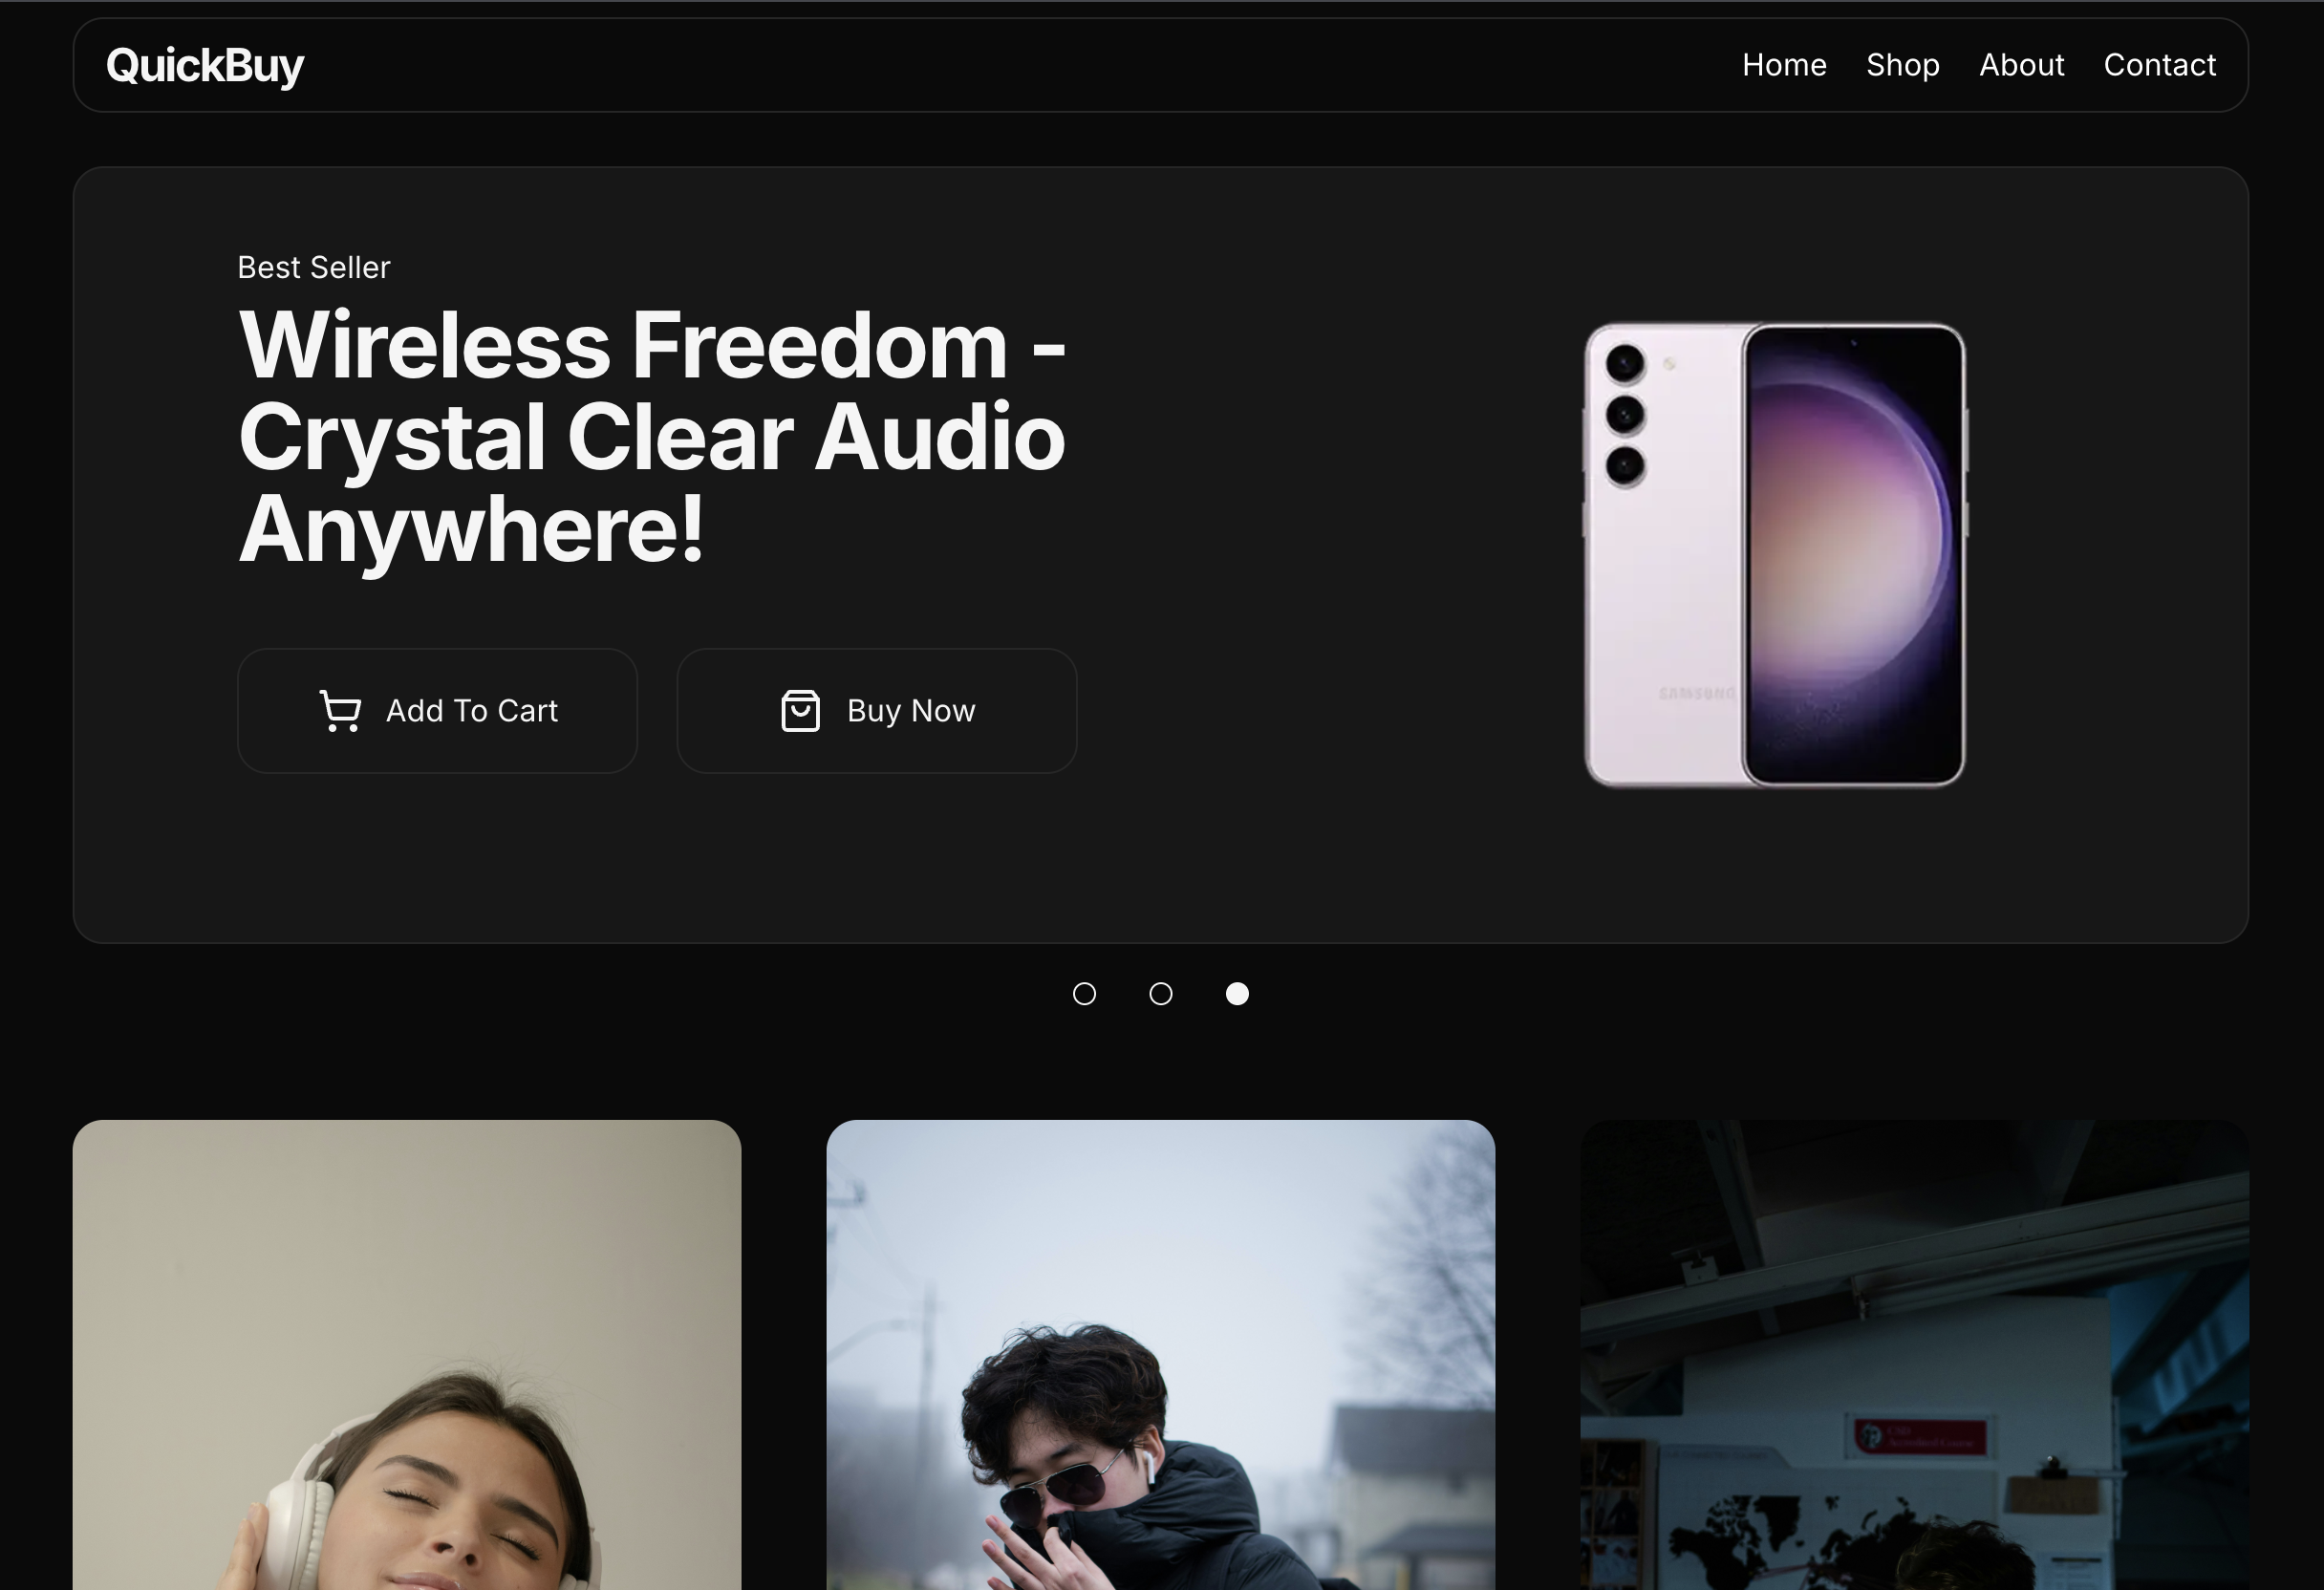 QuickBuy
Home Shop About Contact
Best Seller
Wireless Freedom -
Crystal Clear Audio
Anywhere!
Add To Cart
Buy Now
SAMSUNG